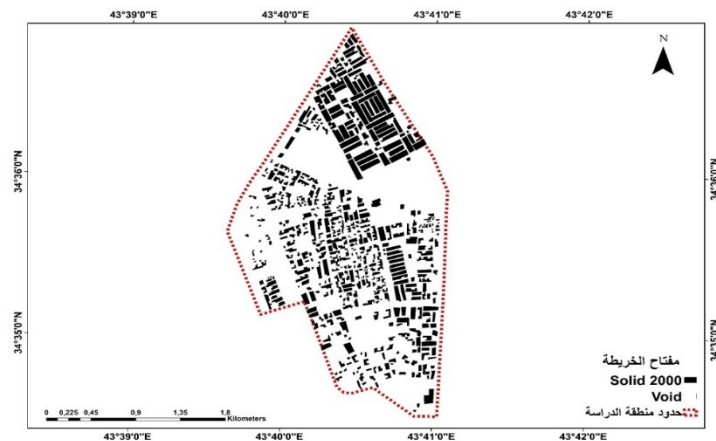 43°39'0"E 43°40'0"E 43°41'0"E 43°42'0"E
N
34°36'0"N 34°36'0"N
34°35'0"N 34°35'0"N
مفتاح الخريطة
Solid 2000
Void
حدود منطقة الدراسة
0 0,225 0,45 0,9 1,35 1,8
Kilometers
43°39'0"E 43°40'0"E 43°41'0"E 43°42'0"E